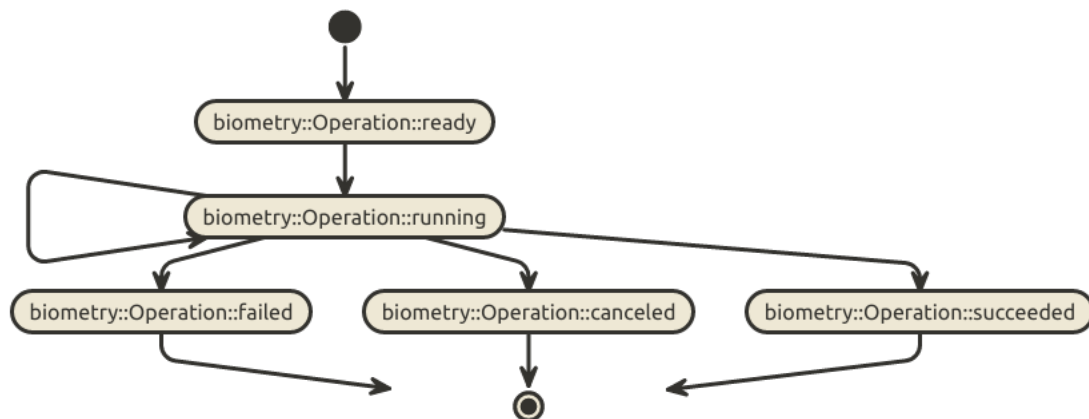 biometry::Operation::ready
biometry::Operation::running
biometry::Operation::failed
biometry::Operation::canceled
biometry::Operation::succeeded